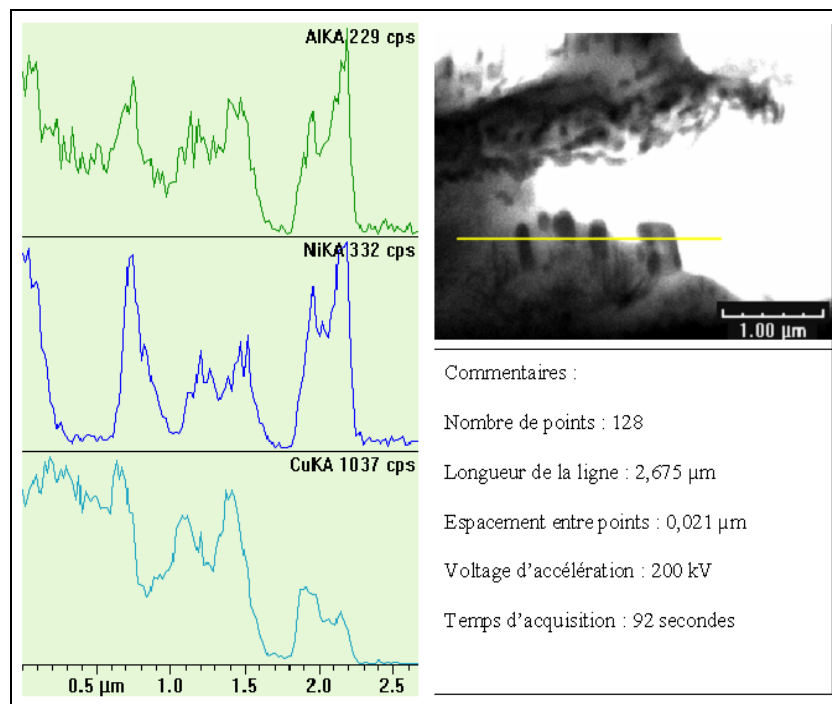 AlKA 229 cps
NiKA 332 cps
CuKA 1037 cps
0.5 µm 1.0 1.5 2.0 2.5
1.00 µm
Commentaires :
Nombre de points : 128
Longueur de la ligne : 2,675 µm
Espacement entre points : 0,021 µm
Voltage d’accélération : 200 kV
Temps d’acquisition : 92 secondes